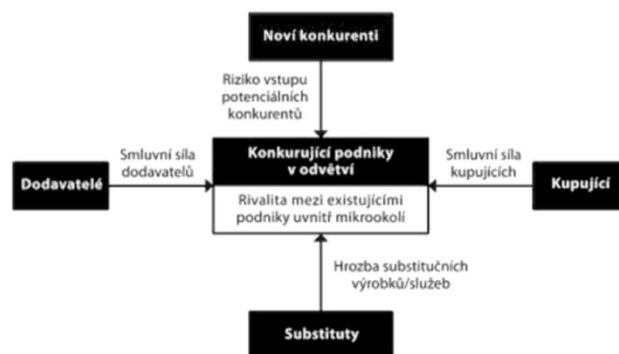 Noví konkurenti
Riziko vstupu
potenciálních
konkurentů
Smluvní síla
dodavatelů
Konkurující podniky
v odvětví
Smluvní síla
kupujících
Dodavatelé
Rivalita mezi existujícími
podniky uvnitř mikrookolí
Kupující
Hrozba substitučních
výrobků/služeb
Substituty